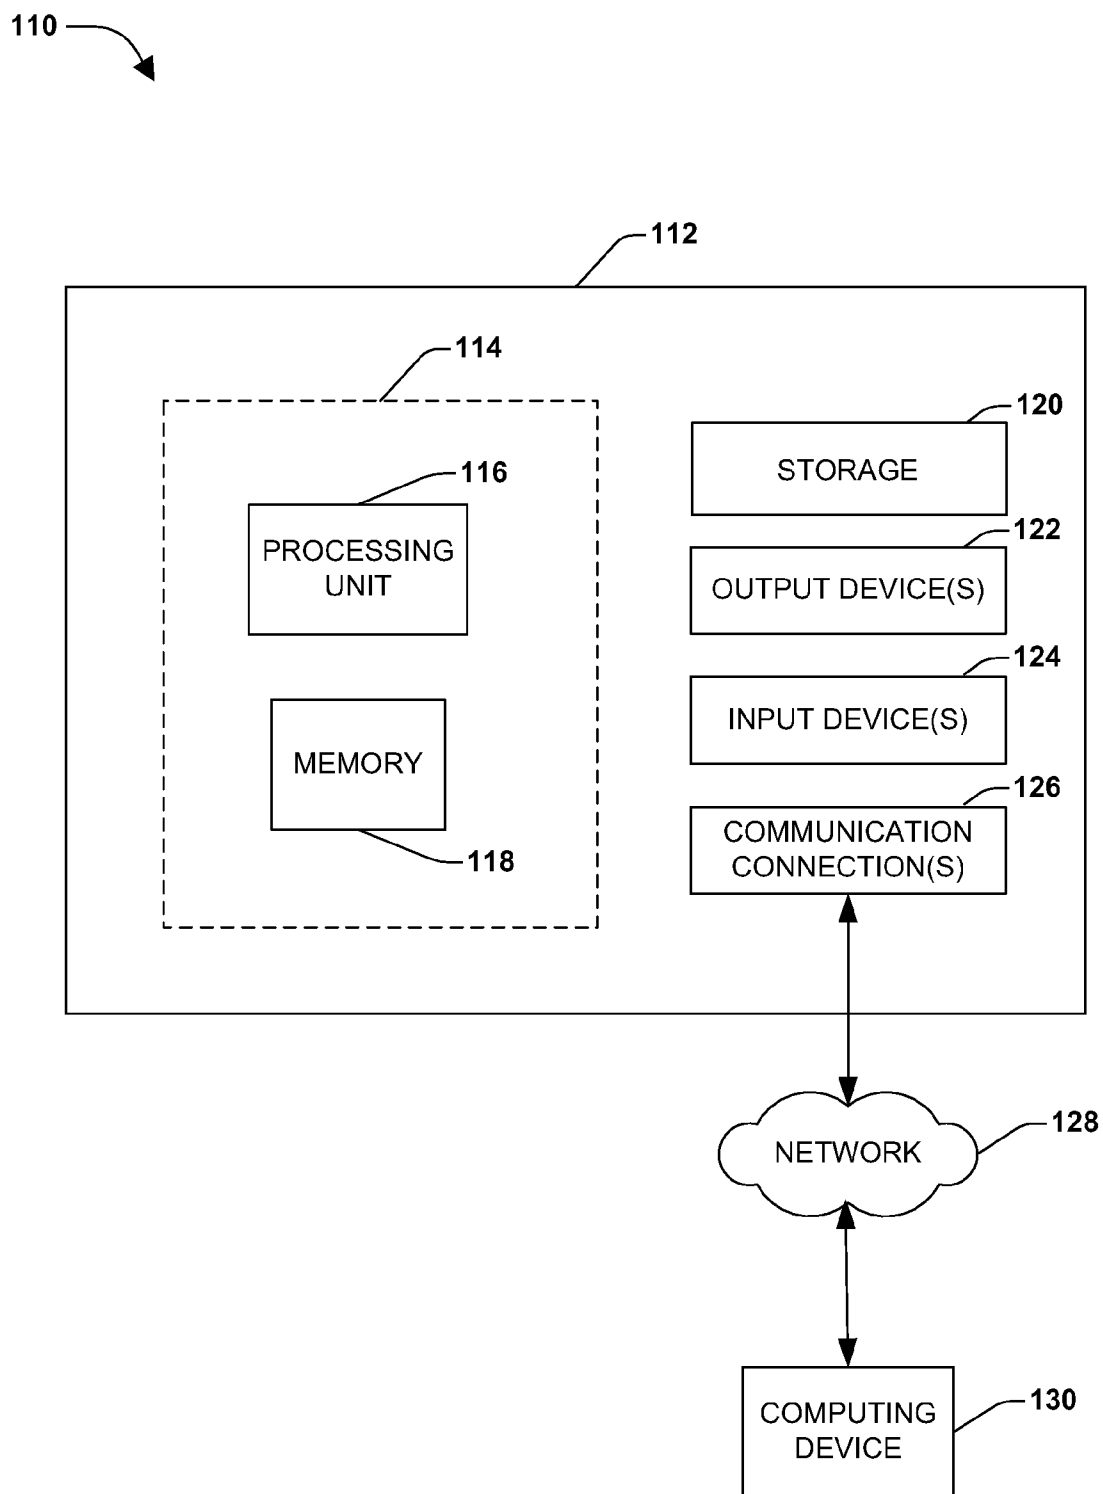 110
112
114
116
PROCESSING
UNIT
MEMORY
118
120
STORAGE
122
OUTPUT DEVICE(S)
124
INPUT DEVICE(S)
126
COMMUNICATION
CONNECTION(S)
NETWORK
128
COMPUTING
DEVICE
130